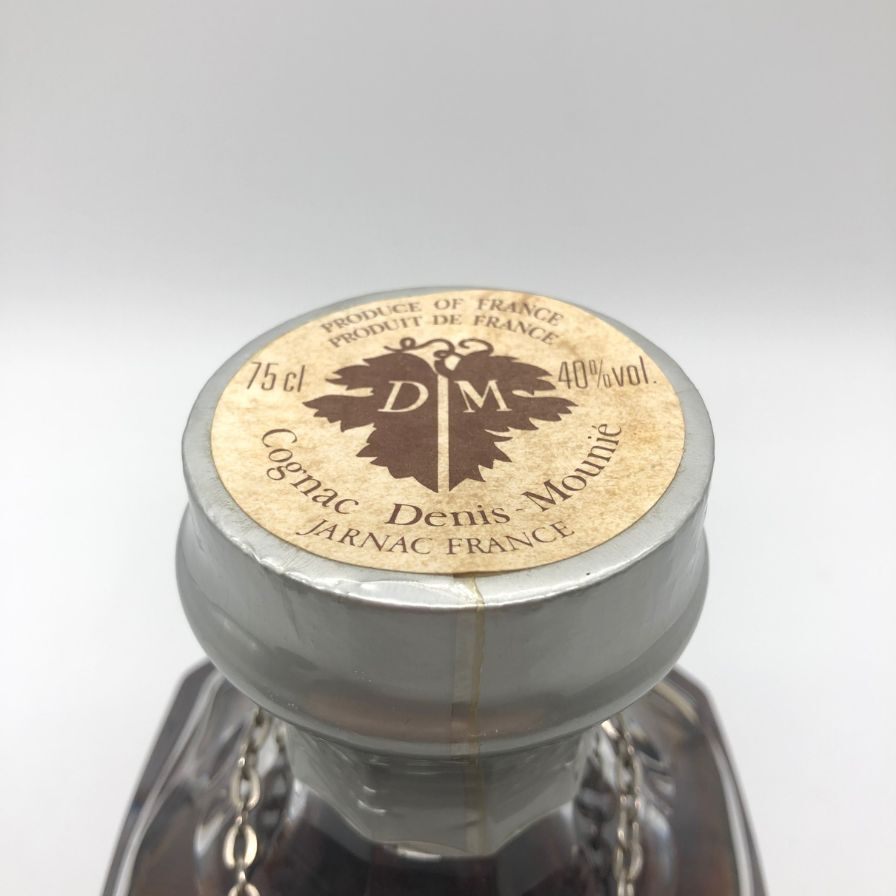 PRODUCE OF FRANCE
PRODUIT DE FRANCE
75 cl
40%vol.
D M
Cognac Denis-Mounié
JARNAC FRANCE